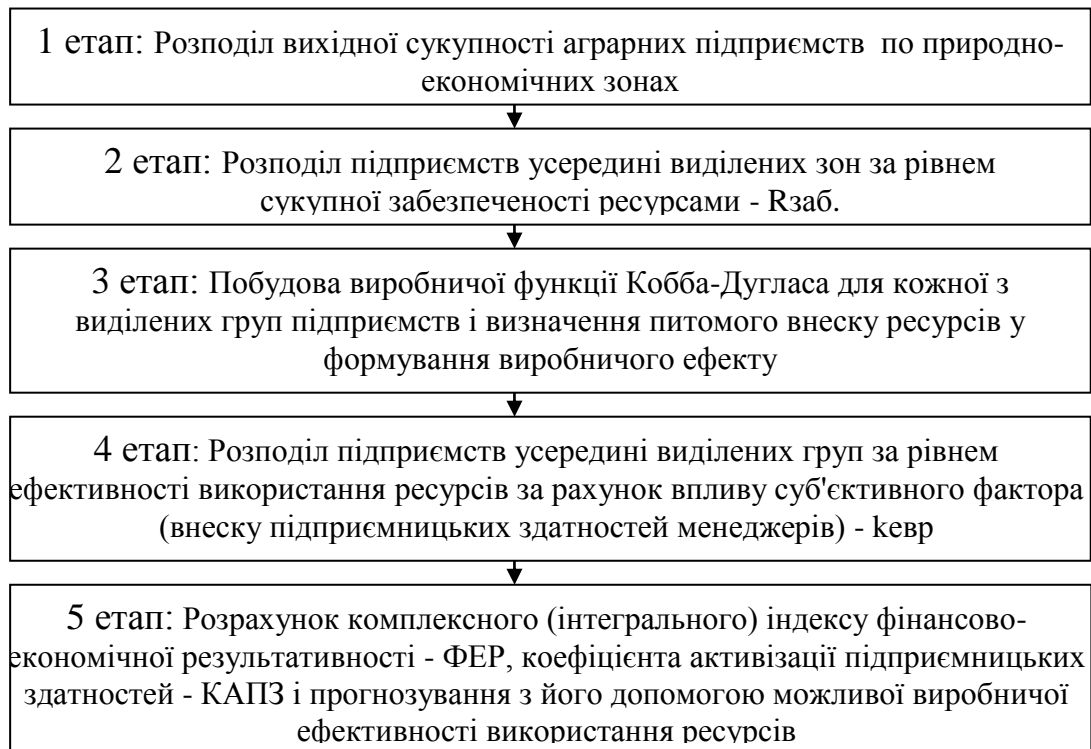 1 етап: Розподіл вихідної сукупності аграрних підприємств по природно-
економічних зонах
2 етап: Розподіл підприємств усередині виділених зон за рівнем
сукупної забезпеченості ресурсами - Rзаб.
3 етап: Побудова виробничої функції Кобба-Дугласа для кожної з
виділених груп підприємств і визначення питомого внеску ресурсів у
формування виробничого ефекту
4 етап: Розподіл підприємств усередині виділених груп за рівнем
ефективності використання ресурсів за рахунок впливу суб'єктивного фактора
(внеску підприємницьких здатностей менеджерів) - kевр
5 етап: Розрахунок комплексного (інтегрального) індексу фінансово-
економічної результативності - ФЕР, коефіцієнта активізації підприємницьких
здатностей - КАПЗ і прогнозування з його допомогою можливої виробничої
ефективності використання ресурсів